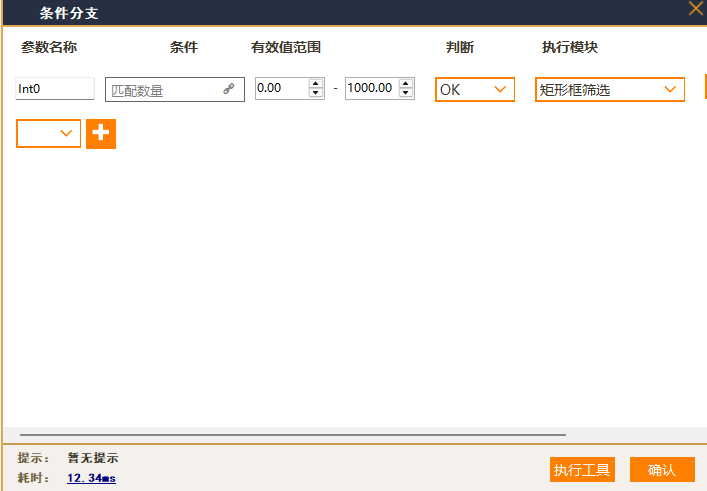 条件分支
参数名称 条件 有效值范围 判断 执行模块
Int0 匹配数量 0.00 - 1000.00 OK 矩形框筛选
提示： 暂无提示
耗时： 12.34ms
执行工具 确认